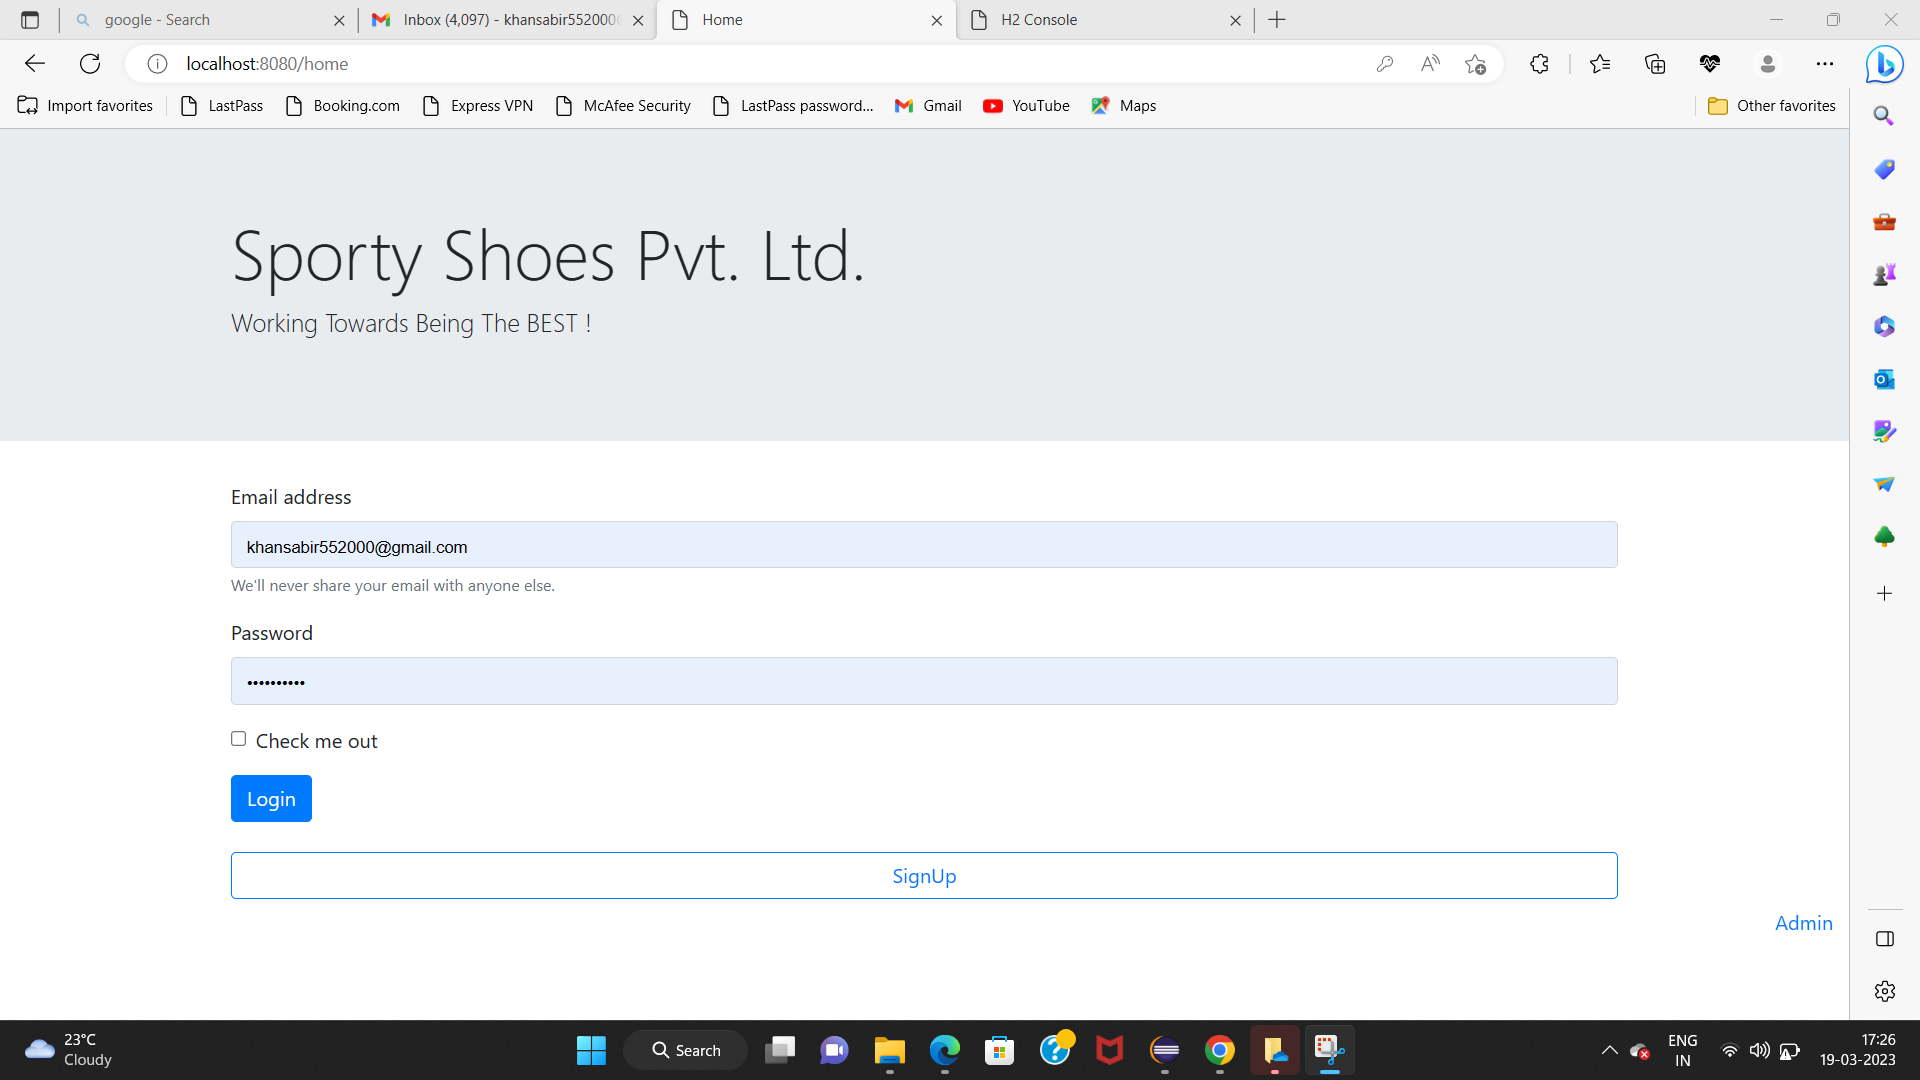 google - Search
Inbox (4,097) - khansabir552000
Home
H2 Console
localhost:8080/home
Import favorites
LastPass
Booking.com
Express VPN
McAfee Security
LastPass password...
Gmail
YouTube
Maps
Other favorites
Sporty Shoes Pvt. Ltd.
Working Towards Being The BEST !
Email address
khansabir552000@gmail.com
We'll never share your email with anyone else.
Password
••••••••••
Check me out
Login
SignUp
Admin
23°C
Cloudy
Search
ENG
IN
17:26
19-03-2023